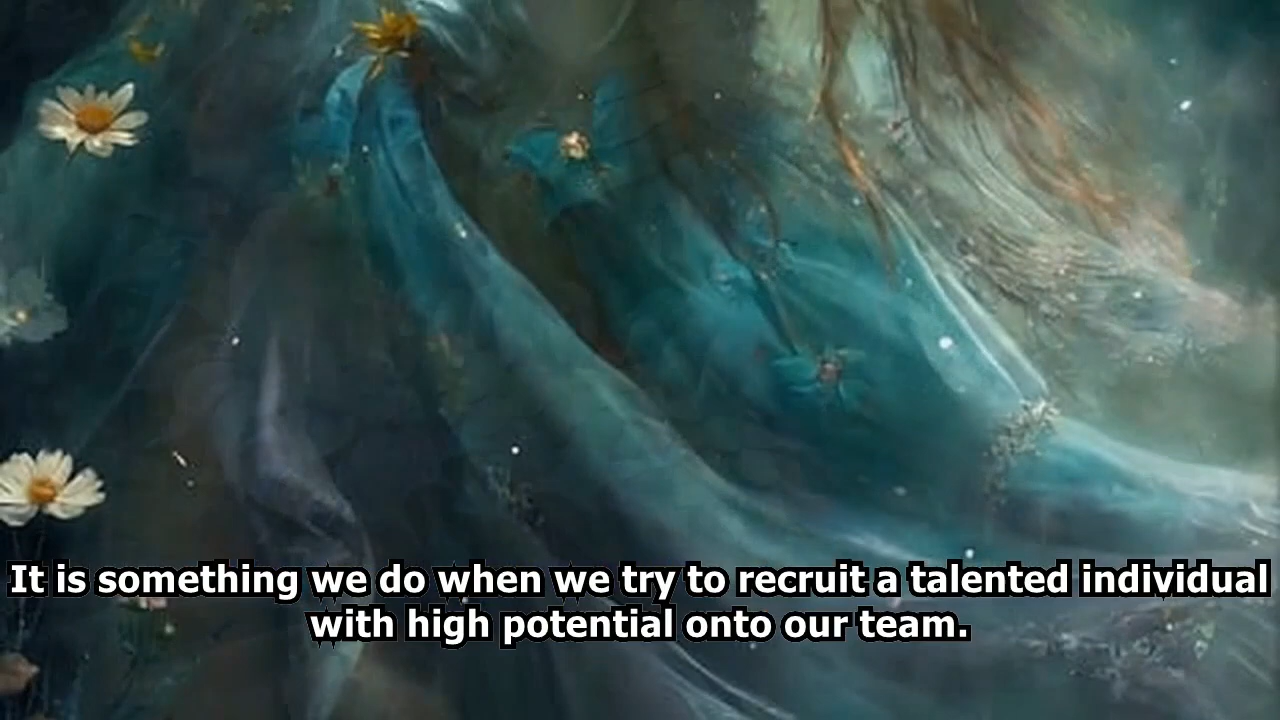 It is something we do when we try to recruit a talented individual
with high potential onto our team.